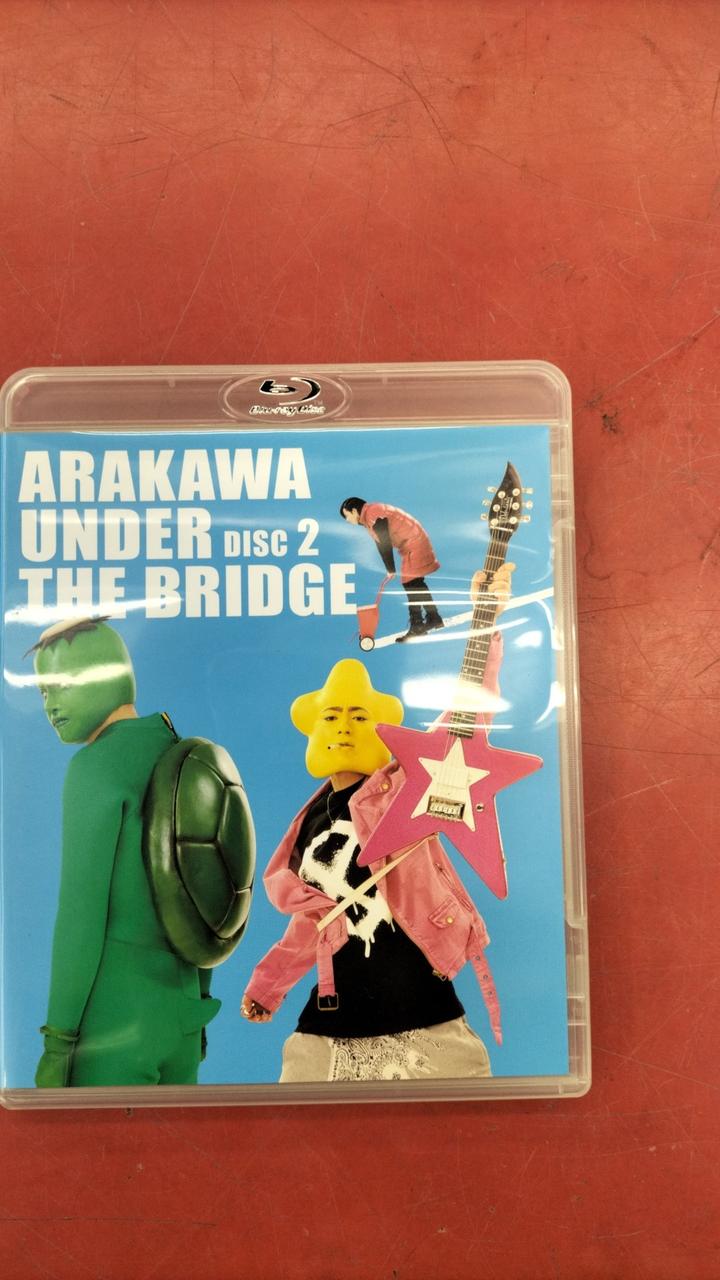 Blu-ray Disc
ARAKAWA
UNDER DISC 2
THE BRIDGE